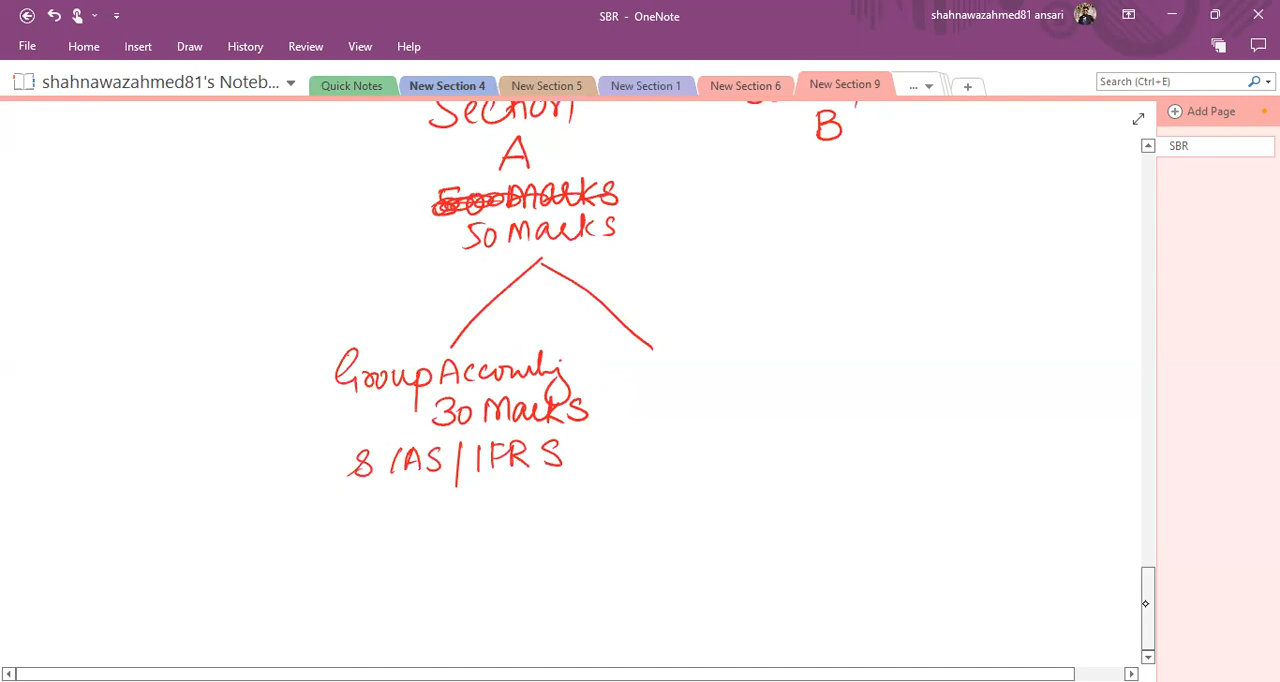 SBR - OneNote
shahnawazahmed81 ansari
File Home Insert Draw History Review View Help
shahnawazahmed81's Noteb...
Quick Notes
New Section 4
New Section 5
New Section 1
New Section 6
New Section 9
...
Search (Ctrl+E)
Add Page
SBR
Section
A
B
50 Marks
Group Accounting
30 Marks
8 IAS/IFRS